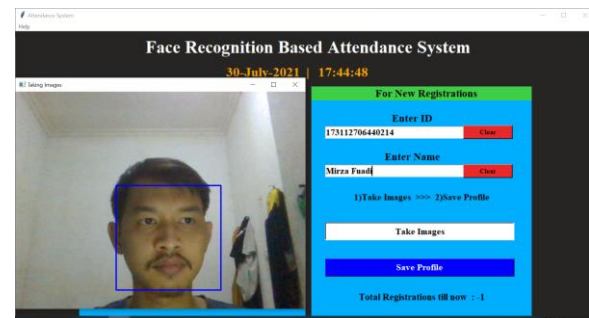 Attendance System
Help
Face Recognition Based Attendance System
30-July-2021 | 17:44:48
Taking Images
For New Registrations
Enter ID
173112706440214
Clear
Enter Name
Mirza Fuadi
Clear
1)Take Images >>> 2)Save Profile
Take Images
Save Profile
Total Registrations till now : -1